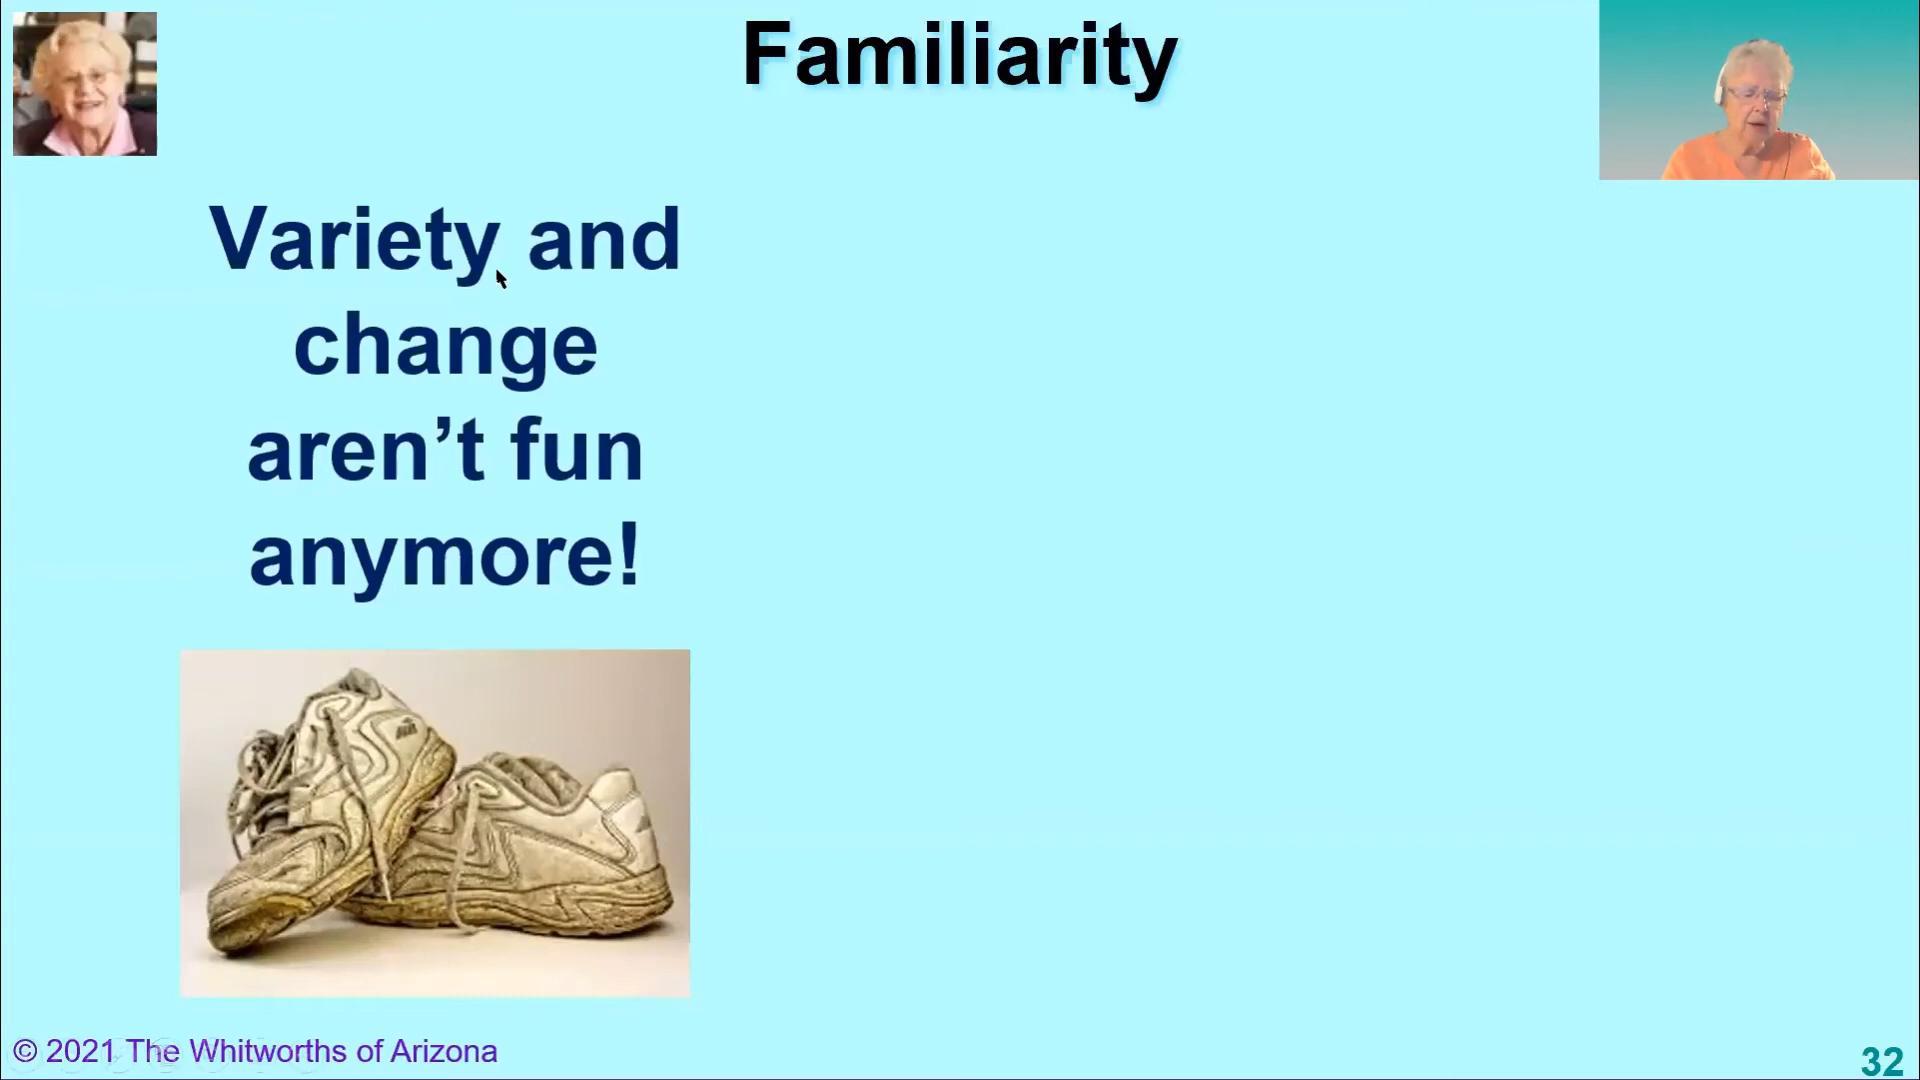 Familiarity
Variety and
change
aren’t fun
anymore!
© 2021 The Whitworths of Arizona
32